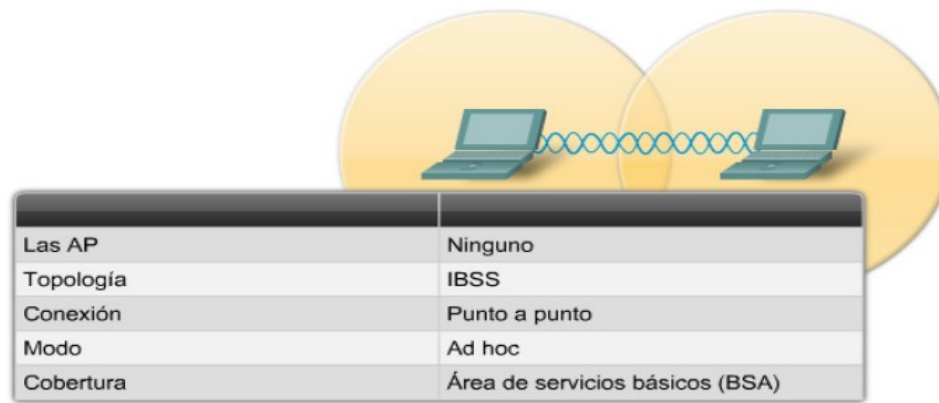 Las AP Ninguno
Topología IBSS
Conexión Punto a punto
Modo Ad hoc
Cobertura Área de servicios básicos (BSA)